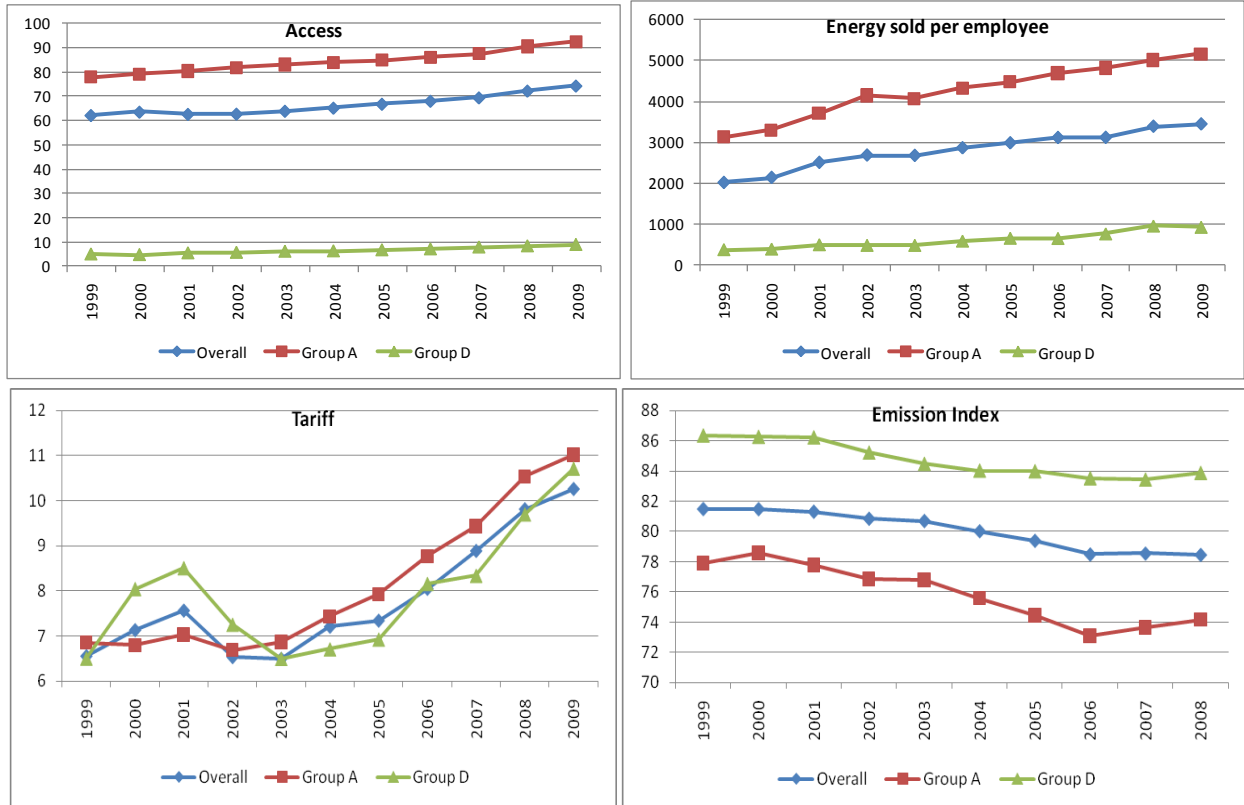 Access
100
90
80
70
60
50
40
30
20
10
0
1999 2000 2001 2002 2003 2004 2005 2006 2007 2008 2009
Overall Group A Group D
Energy sold per employee
6000
5000
4000
3000
2000
1000
0
1999 2000 2001 2002 2003 2004 2005 2006 2007 2008 2009
Overall Group A Group D
Tariff
12
11
10
9
8
7
6
1999 2000 2001 2002 2003 2004 2005 2006 2007 2008 2009
Overall Group A Group D
Emission Index
88
86
84
82
80
78
76
74
72
70
1999 2000 2001 2002 2003 2004 2005 2006 2007 2008
Overall Group A Group D